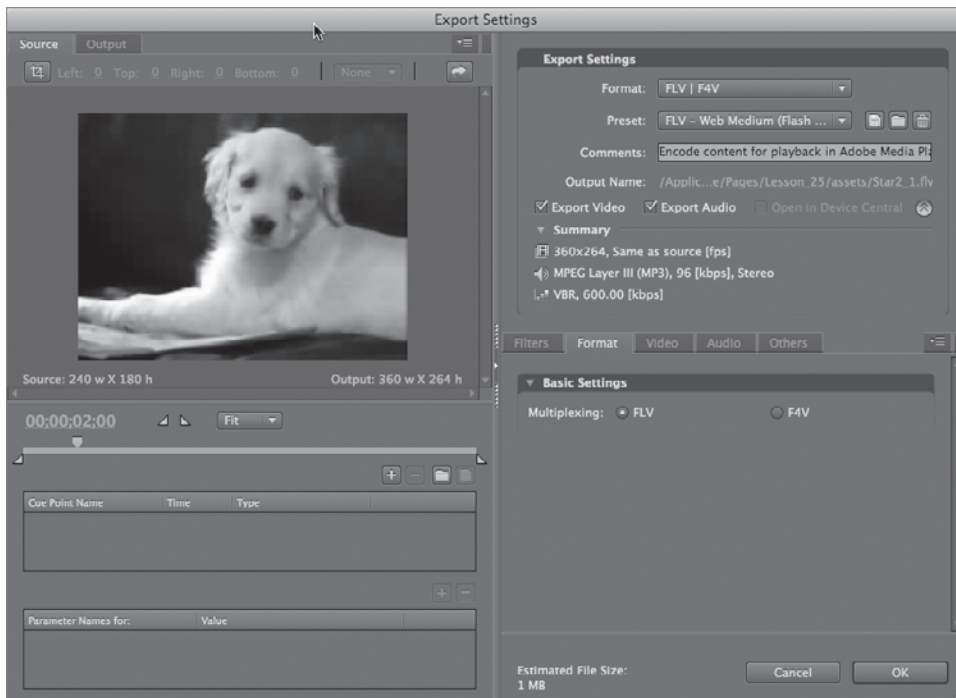 Export Settings
Source Output
Left: 0 Top: 0 Right: 0 Bottom: 0 None
Source: 240 w X 180 h Output: 360 w X 264 h
00;00;02;00 Fit
Cue Point Name Time Type
Parameter Names for: Value
Export Settings
Format: FLV | F4V
Preset: FLV – Web Medium (Flash ...
Comments: Encode content for playback in Adobe Media Pla
Output Name: /Applic...e/Pages/Lesson_25/assets/Star2_1.flv
Export Video Export Audio Open in Device Central
Summary
360x264, Same as source [fps]
MPEG Layer III (MP3), 96 [kbps], Stereo
VBR, 600.00 [kbps]
Filters Format Video Audio Others
Basic Settings
Multiplexing: FLV F4V
Estimated File Size:
1 MB
Cancel OK